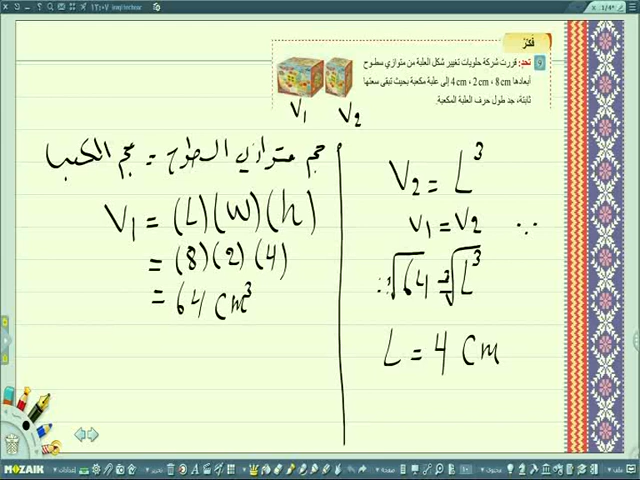 فكر
9 تحدٍ: قررت شركة حلويات تغيير شكل العلبة من متوازي سطوح
أبعادها 4 cm ، 2 cm ، 8 cm إلى علبة مكعبة بحيث تبقى سعتها
ثابتة، جد طول حرف العلبة المكعبة.
V₁ V₂
حجم متوازي السطوح = حجم المكعب
V₁ = (L)(W)(h)
= (8)(2)(4)
= 64 cm³
V₂ = L³
∵ V₁ = V₂
∴ ∛64 = ∛L³
L = 4 cm
MOZAIK